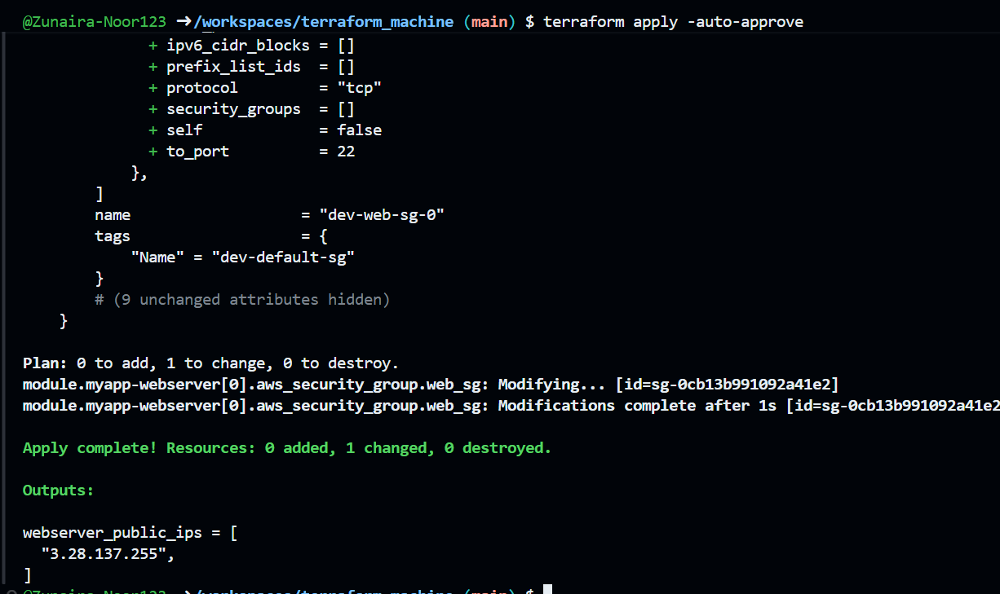 @Zunaira-Noor123 ➜/workspaces/terraform_machine (main) $ terraform apply -auto-approve
+ ipv6_cidr_blocks = []
+ prefix_list_ids  = []
+ protocol         = "tcp"
+ security_groups  = []
+ self             = false
+ to_port          = 22
},
]
name                   = "dev-web-sg-0"
tags                   = {
"Name" = "dev-default-sg"
}
# (9 unchanged attributes hidden)
}
Plan: 0 to add, 1 to change, 0 to destroy.
module.myapp-webserver[0].aws_security_group.web_sg: Modifying... [id=sg-0cb13b991092a41e2]
module.myapp-webserver[0].aws_security_group.web_sg: Modifications complete after 1s [id=sg-0cb13b991092a41e2
Apply complete! Resources: 0 added, 1 changed, 0 destroyed.
Outputs:
webserver_public_ips = [
"3.28.137.255",
]
@Zunaira-Noor123 ➜/workspaces/terraform_machine (main) $